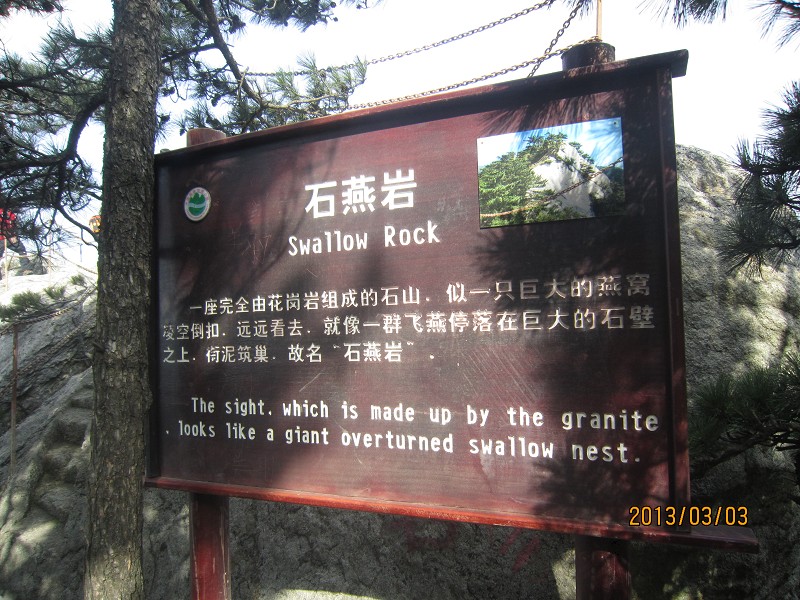 石燕岩
Swallow Rock
一座完全由花岗岩组成的石山，似一只巨大的燕窝
凌空倒扣，远远看去，就像一群飞燕停落在巨大的石壁
之上，衔泥筑巢，故名“石燕岩”．
The sight, which is made up by the granite
, looks like a giant overturned swallow nest.
2013/03/03